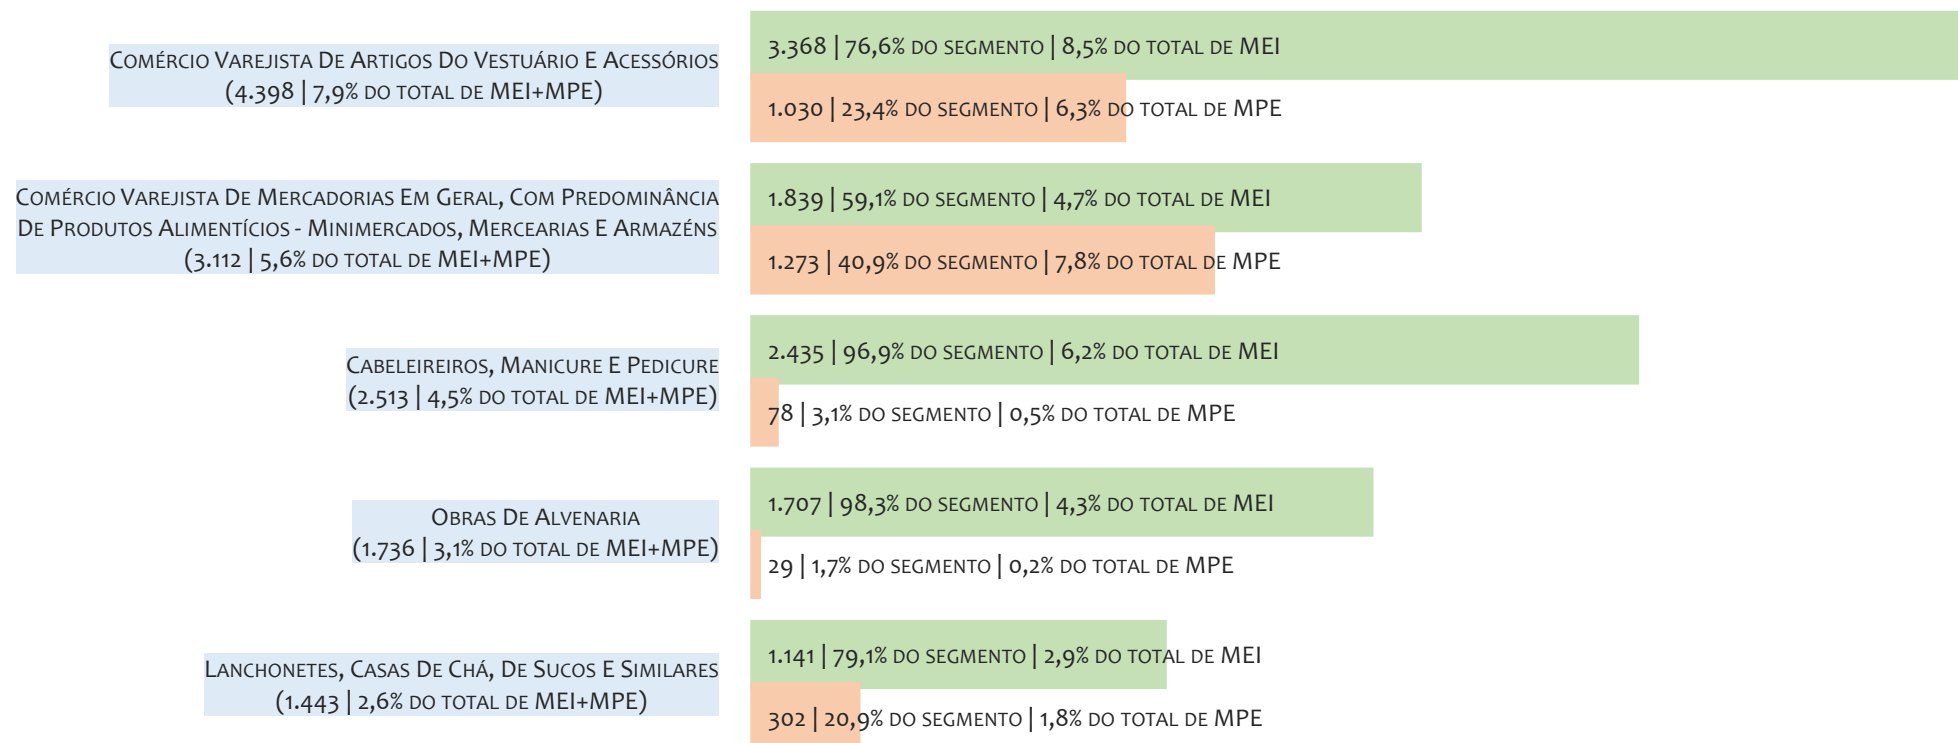 Comércio Varejista De Artigos Do Vestuário E Acessórios
(4.398 | 7,9% do total de MEI+MPE)
3.368 | 76,6% do segmento | 8,5% do total de MEI
1.030 | 23,4% do segmento | 6,3% do total de MPE
Comércio Varejista De Mercadorias Em Geral, Com Predominância
De Produtos Alimentícios - Minimercados, Mercearias E Armazéns
(3.112 | 5,6% do total de MEI+MPE)
1.839 | 59,1% do segmento | 4,7% do total de MEI
1.273 | 40,9% do segmento | 7,8% do total de MPE
Cabeleireiros, Manicure E Pedicure
(2.513 | 4,5% do total de MEI+MPE)
2.435 | 96,9% do segmento | 6,2% do total de MEI
78 | 3,1% do segmento | 0,5% do total de MPE
Obras De Alvenaria
(1.736 | 3,1% do total de MEI+MPE)
1.707 | 98,3% do segmento | 4,3% do total de MEI
29 | 1,7% do segmento | 0,2% do total de MPE
Lanchonetes, Casas De Chá, De Sucos E Similares
(1.443 | 2,6% do total de MEI+MPE)
1.141 | 79,1% do segmento | 2,9% do total de MEI
302 | 20,9% do segmento | 1,8% do total de MPE